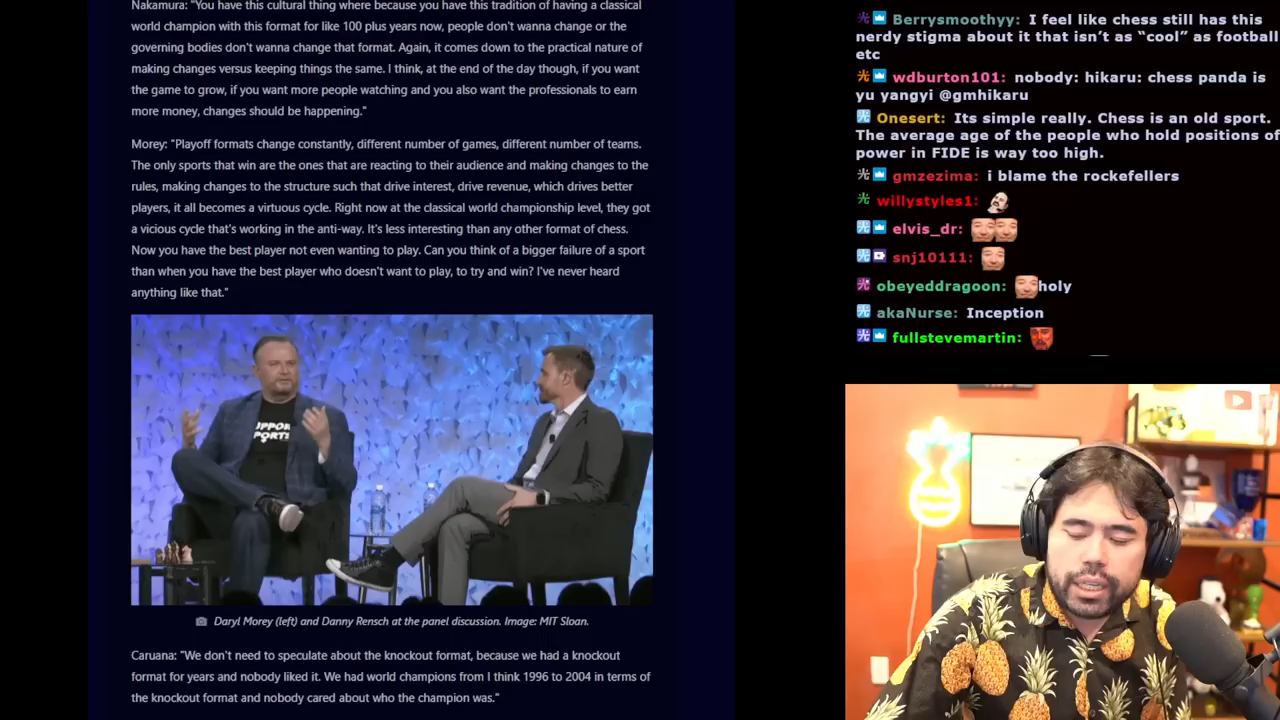 Nakamura: "You have this cultural thing where because you have this tradition of having a classical
world champion with this format for like 100 plus years now, people don't wanna change or the
governing bodies don't wanna change that format. Again, it comes down to the practical nature of
making changes versus keeping things the same. I think, at the end of the day though, if you want
the game to grow, if you want more people watching and you also want the professionals to earn
more money, changes should be happening."
Morey: "Playoff formats change constantly, different number of games, different number of teams.
The only sports that win are the ones that are reacting to their audience and making changes to the
rules, making changes to the structure such that drive interest, drive revenue, which drives better
players, it all becomes a virtuous cycle. Right now at the classical world championship level, they got
a vicious cycle that's working in the anti-way. It's less interesting than any other format of chess.
Now you have the best player not even wanting to play. Can you think of a bigger failure of a sport
than when you have the best player who doesn't want to play, to try and win? I've never heard
anything like that."
Daryl Morey (left) and Danny Rensch at the panel discussion. Image: MIT Sloan.
Caruana: "We don't need to speculate about the knockout format, because we had a knockout
format for years and nobody liked it. We had world champions from I think 1996 to 2004 in terms of
the knockout format and nobody cared about who the champion was."
Berrysmoothyy: I feel like chess still has this
nerdy stigma about it that isn't as “cool” as football
etc
wdburton101: nobody: hikaru: chess panda is
yu yangyi @gmhikaru
Onesert: Its simple really. Chess is an old sport.
The average age of the people who hold positions of
power in FIDE is way too high.
gmzezima: i blame the rockefellers
willystyles1:
elvis_dr:
snj10111:
obeyeddragoon: holy
akaNurse: Inception
fullstevemartin: